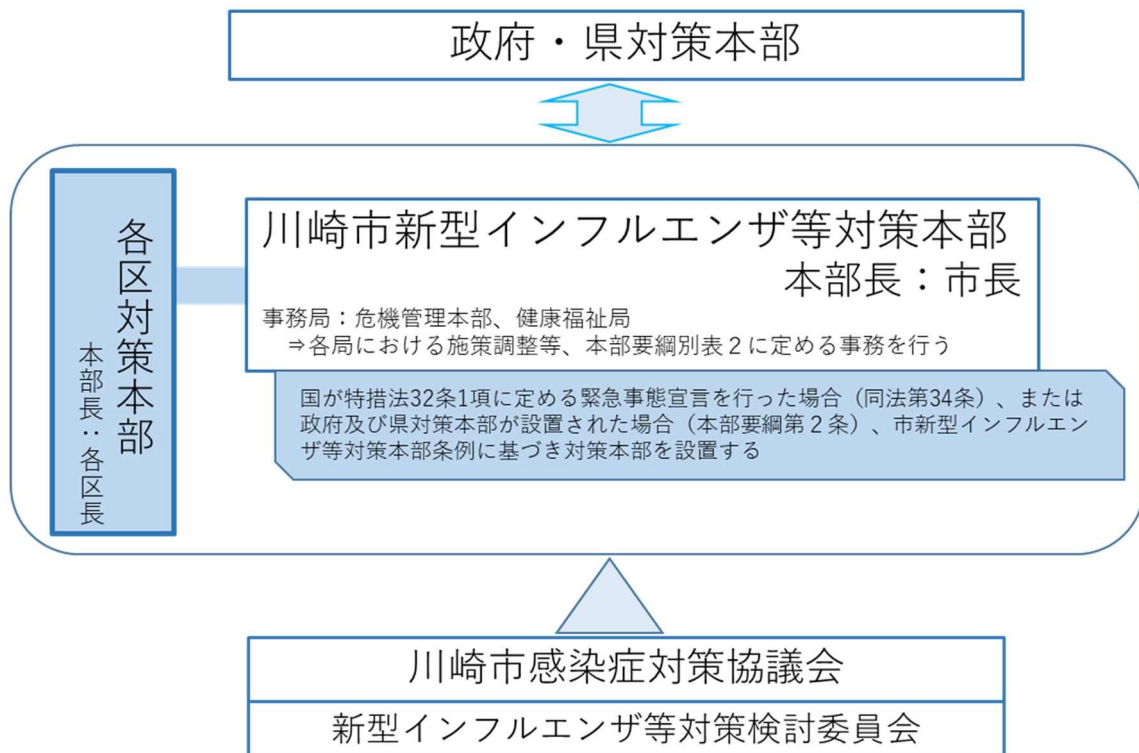 政府・県対策本部
各区対策本部
本部長：各区長
川崎市新型インフルエンザ等対策本部
本部長：市長
事務局：危機管理本部、健康福祉局
⇒各局における施策調整等、本部要綱別表２に定める事務を行う
国が特措法32条1項に定める緊急事態宣言を行った場合（同法第34条）、または
政府及び県対策本部が設置された場合（本部要綱第２条）、市新型インフルエン
ザ等対策本部条例に基づき対策本部を設置する
川崎市感染症対策協議会
新型インフルエンザ等対策検討委員会